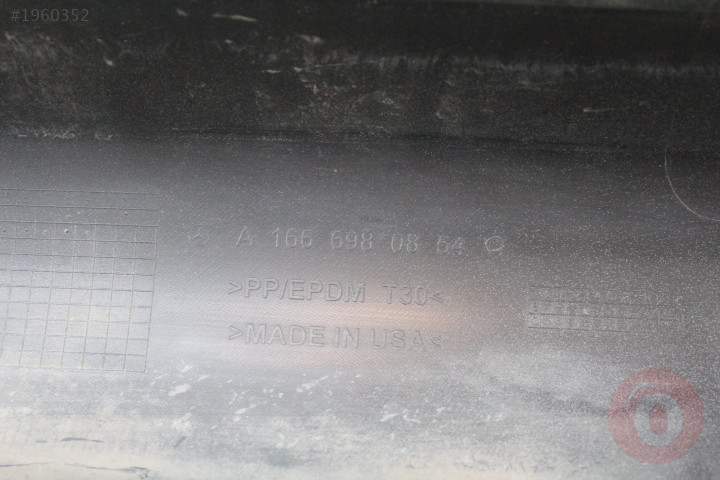 #1960352
A 166 698 08 64
>PP/EPDM T30<
>MADE IN USA<